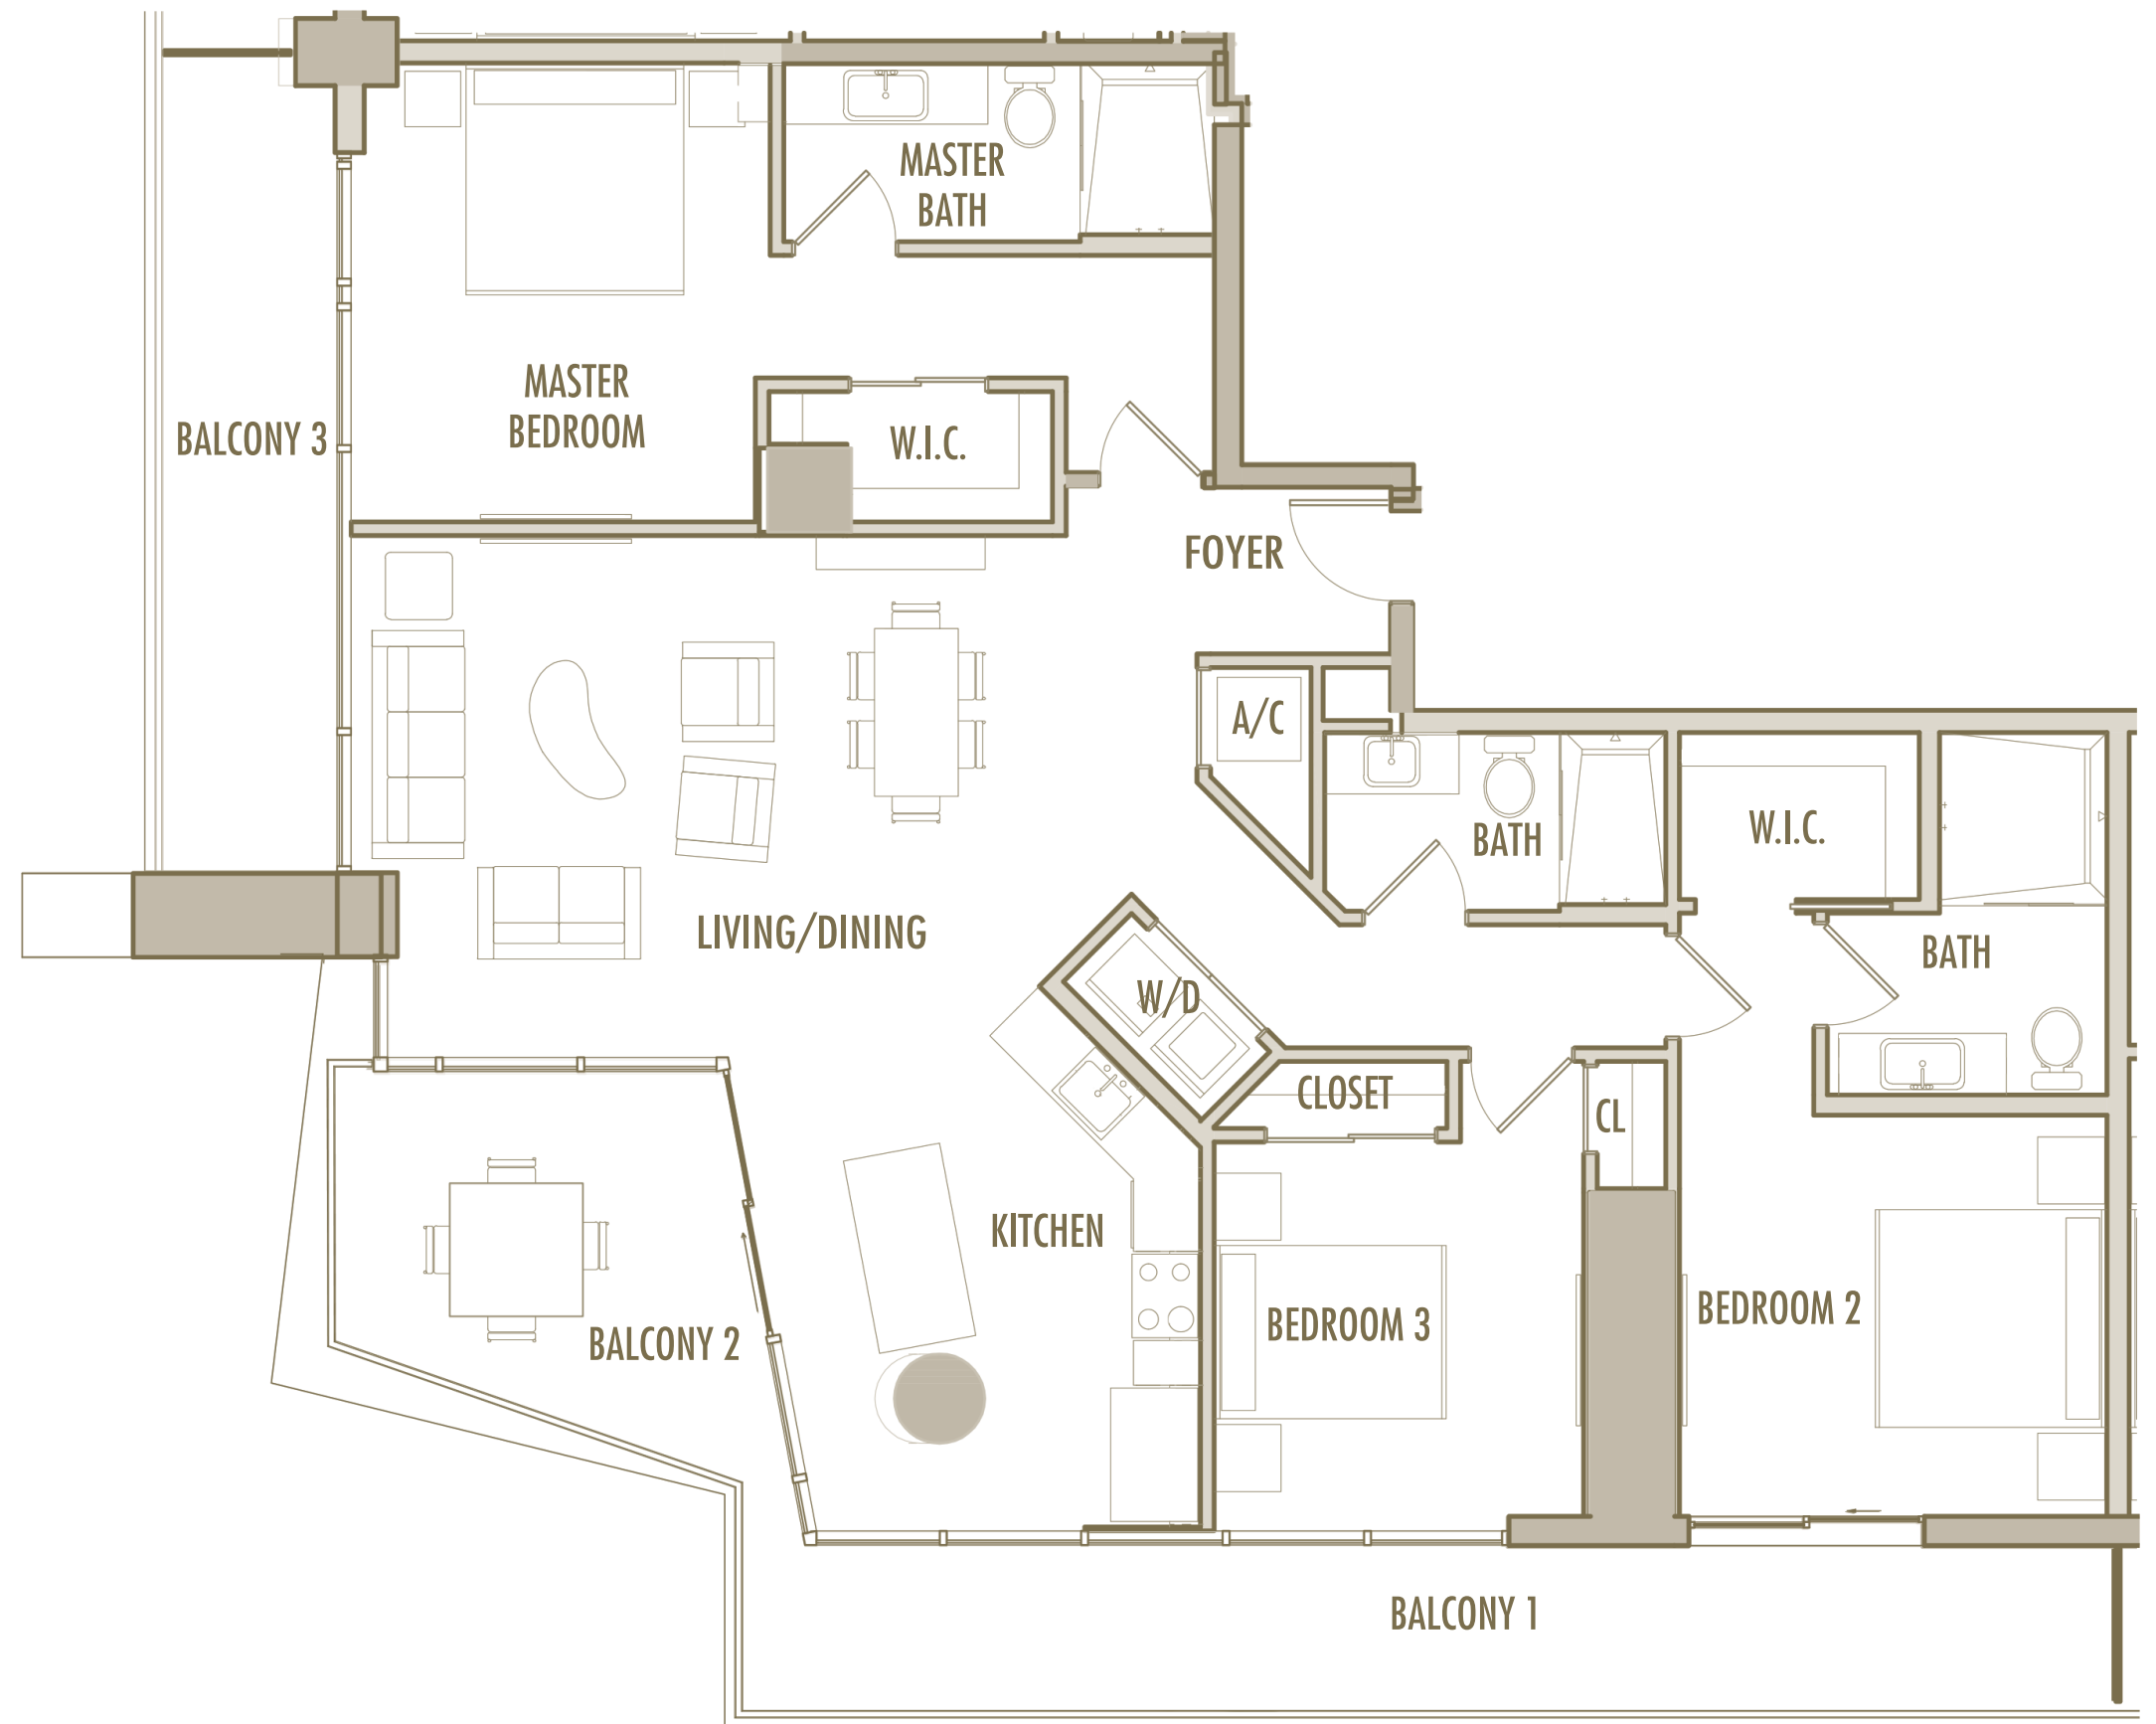 MASTER
BATH
MASTER
BEDROOM
BALCONY 3
W.I.C.
FOYER
A/C
BATH
W.I.C.
LIVING/DINING
BATH
W/D
CLOSET
CL
KITCHEN
BEDROOM 3
BEDROOM 2
BALCONY 2
BALCONY 1